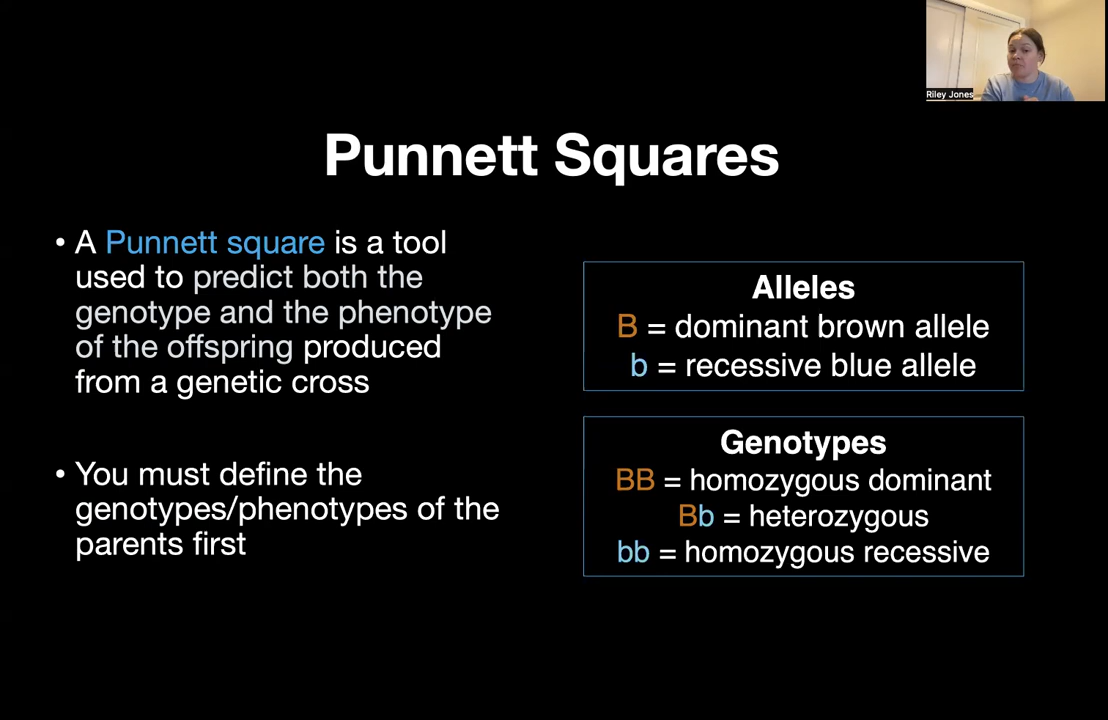 Riley Jones
Punnett Squares
• A Punnett square is a tool
used to predict both the
genotype and the phenotype
of the offspring produced
from a genetic cross
• You must define the
genotypes/phenotypes of the
parents first
Alleles
B = dominant brown allele
b = recessive blue allele
Genotypes
BB = homozygous dominant
Bb = heterozygous
bb = homozygous recessive